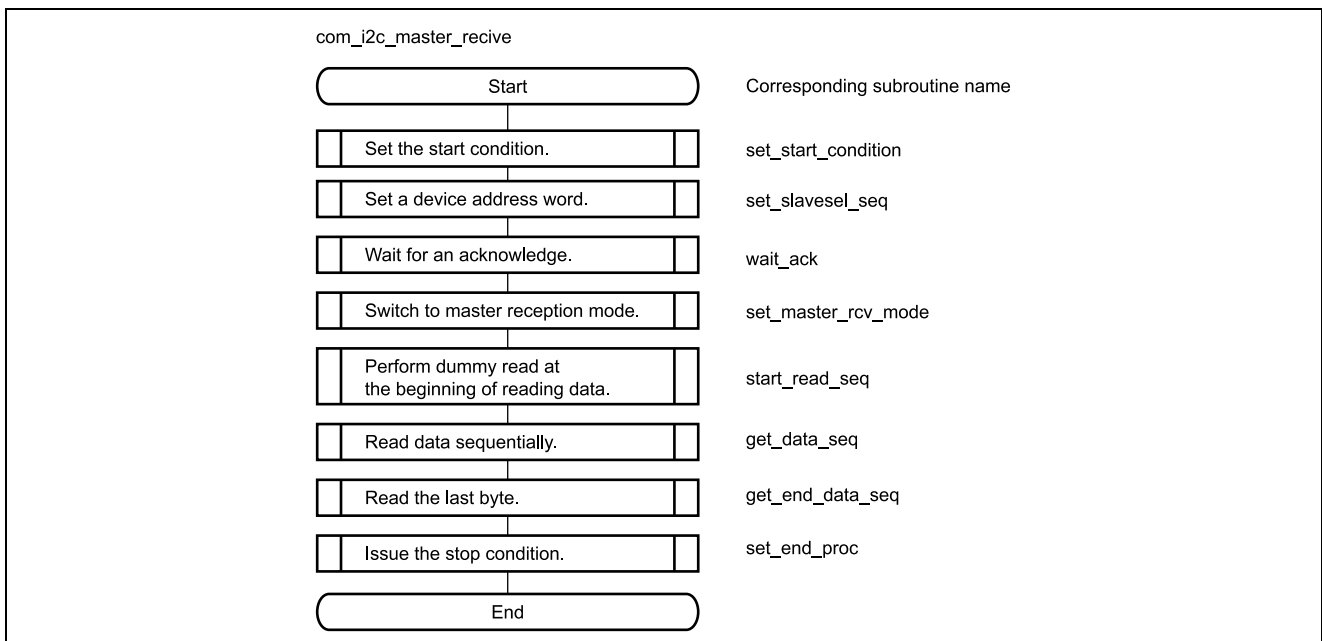 com_i2c_master_recive
Start
Corresponding subroutine name
Set the start condition.
set_start_condition
Set a device address word.
set_slavesel_seq
Wait for an acknowledge.
wait_ack
Switch to master reception mode.
set_master_rcv_mode
Perform dummy read at
the beginning of reading data.
start_read_seq
Read data sequentially.
get_data_seq
Read the last byte.
get_end_data_seq
Issue the stop condition.
set_end_proc
End